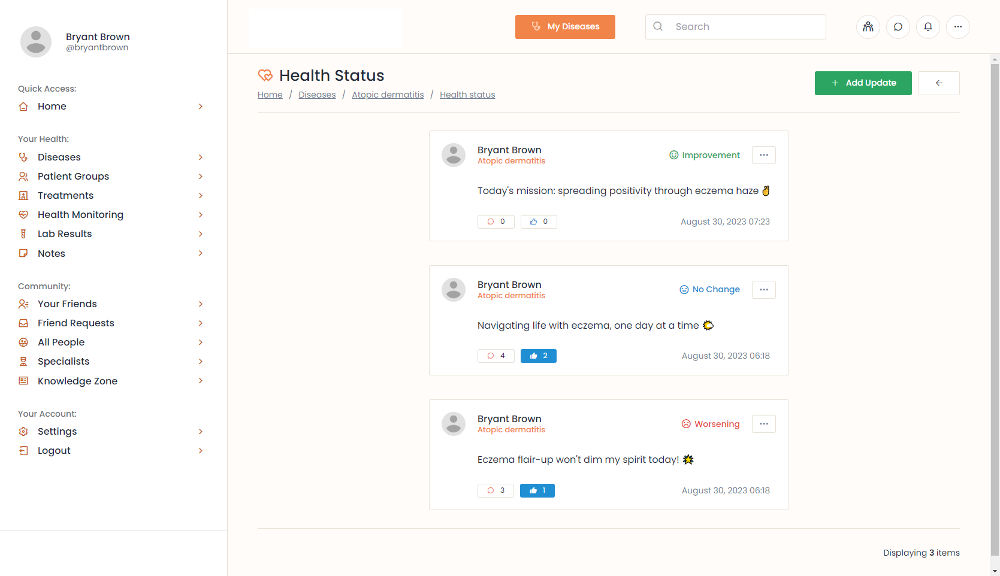 Bryant Brown
@bryantbrown
Quick Access:
Home
Your Health:
Diseases
Patient Groups
Treatments
Health Monitoring
Lab Results
Notes
Community:
Your Friends
Friend Requests
All People
Specialists
Knowledge Zone
Your Account:
Settings
Logout
My Diseases
Search
Health Status
Home / Diseases / Atopic dermatitis / Health status
+ Add Update
Bryant Brown
Atopic dermatitis
Improvement
Today's mission: spreading positivity through eczema haze ✌
0 0 August 30, 2023 07:23
Bryant Brown
Atopic dermatitis
No Change
Navigating life with eczema, one day at a time 🌤
4 2 August 30, 2023 06:18
Bryant Brown
Atopic dermatitis
Worsening
Eczema flair-up won't dim my spirit today! 🌟
3 1 August 30, 2023 06:18
Displaying 3 items